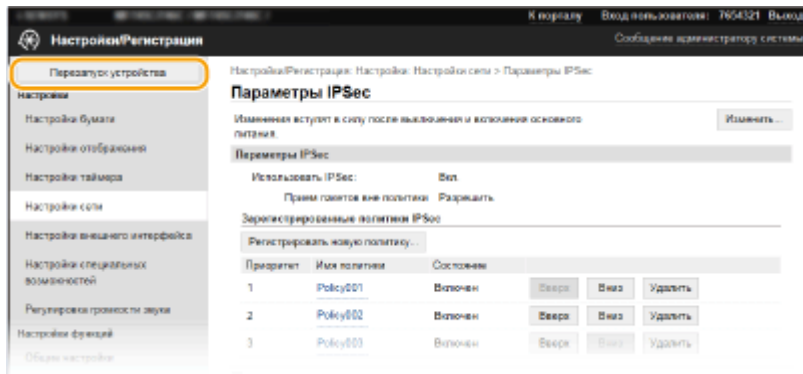 К порталу Вход пользователя: 7654321 Выход
Настройки/Регистрация
Сообщение администратору системы
Перезапуск устройства
Настройки/Регистрация: Настройки: Настройки сети > Параметры IPSec
Настройки
Параметры IPSec
Настройки бумаги
Изменения вступят в силу после выключения и включения основного
питания.
Изменить...
Настройки отображения
Параметры IPSec
Настройки таймера
Использовать IPSec: Вкл.
Прием пакетов вне политики Разрешить
Настройки сети
Зарегистрированные политики IPSec
Настройки внешнего интерфейса
Регистрировать новую политику...
Настройки специальных
возможностей
Приоритет Имя политики Состояние
1 Policy001 Включен Вверх Вниз Удалить
Регулировка громкости звука
2 Policy002 Включен Вверх Вниз Удалить
Настройки функций
3 Policy003 Включен Вверх Вниз Удалить
Общие настройки